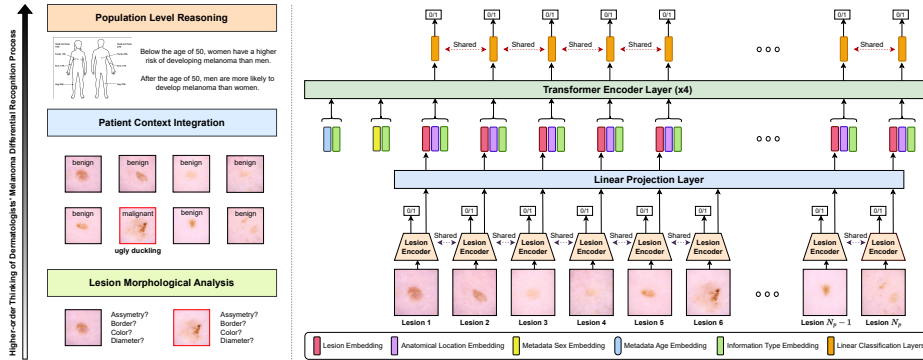 Higher-order Thinking of Dermatologists' Melanoma Differential Recognition Process
Population Level Reasoning
Below the age of 50, women have a higher
risk of developing melanoma than men.
After the age of 50, men are more likely to
develop melanoma than women.
Patient Context Integration
benign
benign
benign
benign
benign
malignant
benign
benign
ugly duckling
Lesion Morphological Analysis
Assymetry?
Border?
Color?
Diameter?
Assymetry?
Border?
Color?
Diameter?
0/1
0/1
0/1
0/1
0/1
0/1
0/1
Shared
Shared
Shared
Shared
Transformer Encoder Layer (x4)
Linear Projection Layer
0/1
0/1
0/1
0/1
0/1
0/1
0/1
0/1
Shared
Shared
Shared
Shared
Shared
Shared
Lesion
Encoder
Lesion
Encoder
Lesion
Encoder
Lesion
Encoder
Lesion
Encoder
Lesion
Encoder
Lesion
Encoder
Lesion
Encoder
Lesion 1
Lesion 2
Lesion 3
Lesion 4
Lesion 5
Lesion 6
Lesion N_p − 1
Lesion N_p
Lesion Embedding
Anatomical Location Embedding
Metadata Sex Embedding
Metadata Age Embedding
Information Type Embedding
Linear Classification Layers